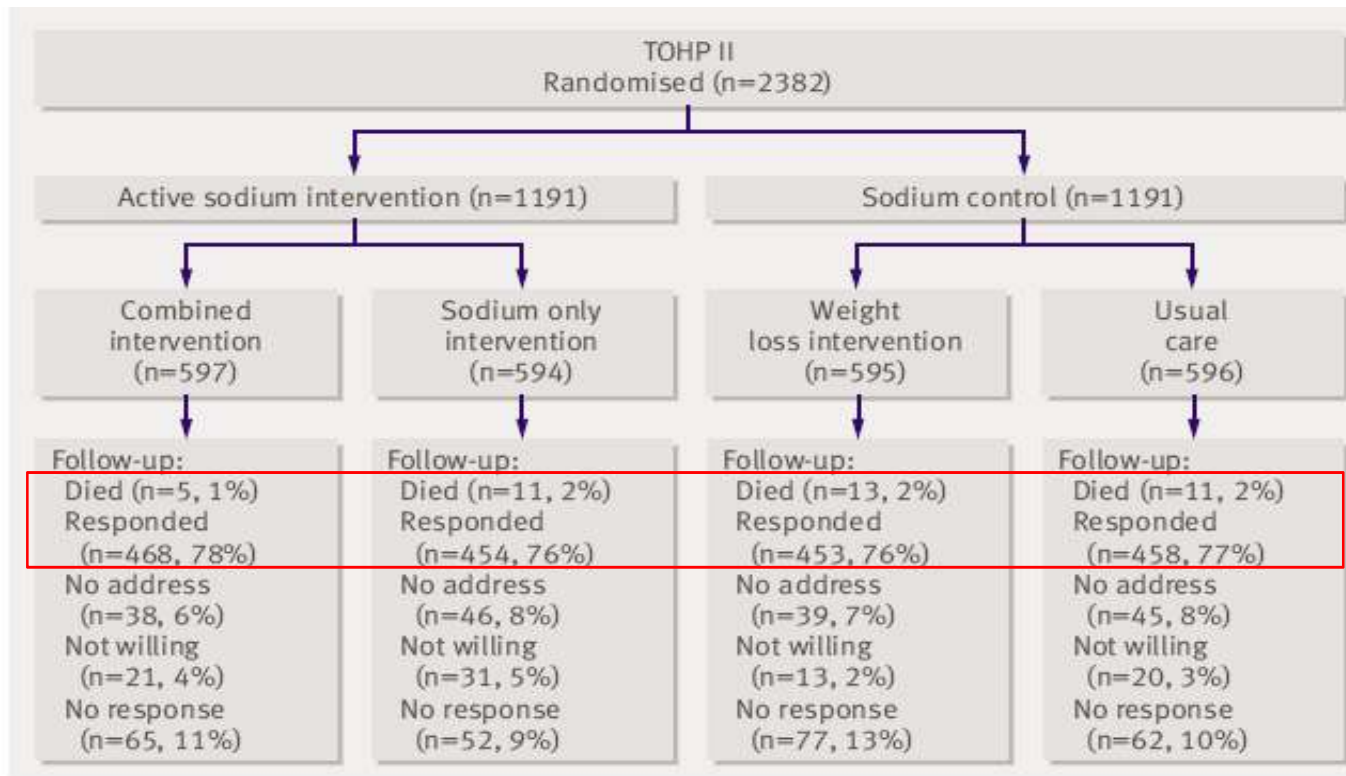 TOHP II
Randomised (n=2382)
Active sodium intervention (n=1191)
Sodium control (n=1191)
Combined
intervention
(n=597)
Sodium only
intervention
(n=594)
Weight
loss intervention
(n=595)
Usual
care
(n=596)
Follow-up:
Died (n=5, 1%)
Responded
(n=468, 78%)
No address
(n=38, 6%)
Not willing
(n=21, 4%)
No response
(n=65, 11%)
Follow-up:
Died (n=11, 2%)
Responded
(n=454, 76%)
No address
(n=46, 8%)
Not willing
(n=31, 5%)
No response
(n=52, 9%)
Follow-up:
Died (n=13, 2%)
Responded
(n=453, 76%)
No address
(n=39, 7%)
Not willing
(n=13, 2%)
No response
(n=77, 13%)
Follow-up:
Died (n=11, 2%)
Responded
(n=458, 77%)
No address
(n=45, 8%)
Not willing
(n=20, 3%)
No response
(n=62, 10%)